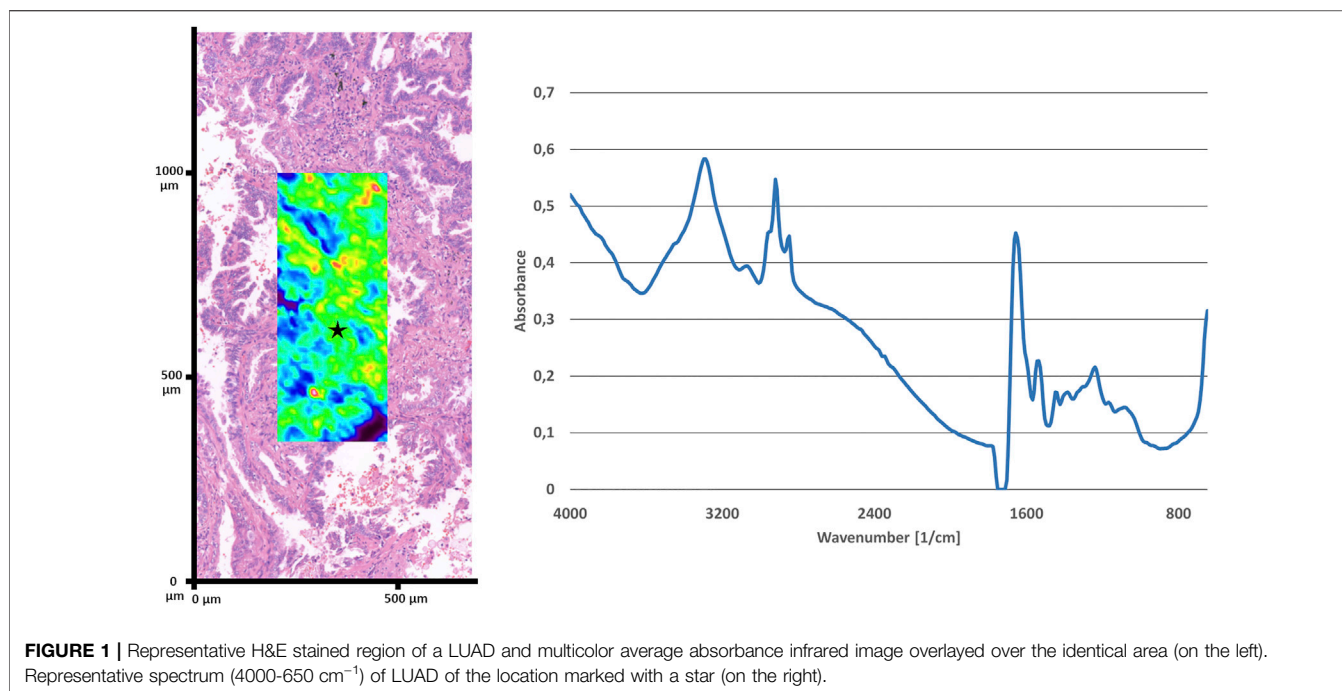 1000
μm
500
μm
0
μm
0 μm
500 μm
0,7
0,6
0,5
0,4
0,3
0,2
0,1
0
Absorbance
4000
3200
2400
1600
800
Wavenumber [1/cm]
FIGURE 1 | Representative H&E stained region of a LUAD and multicolor average absorbance infrared image overlayed over the identical area (on the left).
Representative spectrum (4000-650 cm⁻¹) of LUAD of the location marked with a star (on the right).